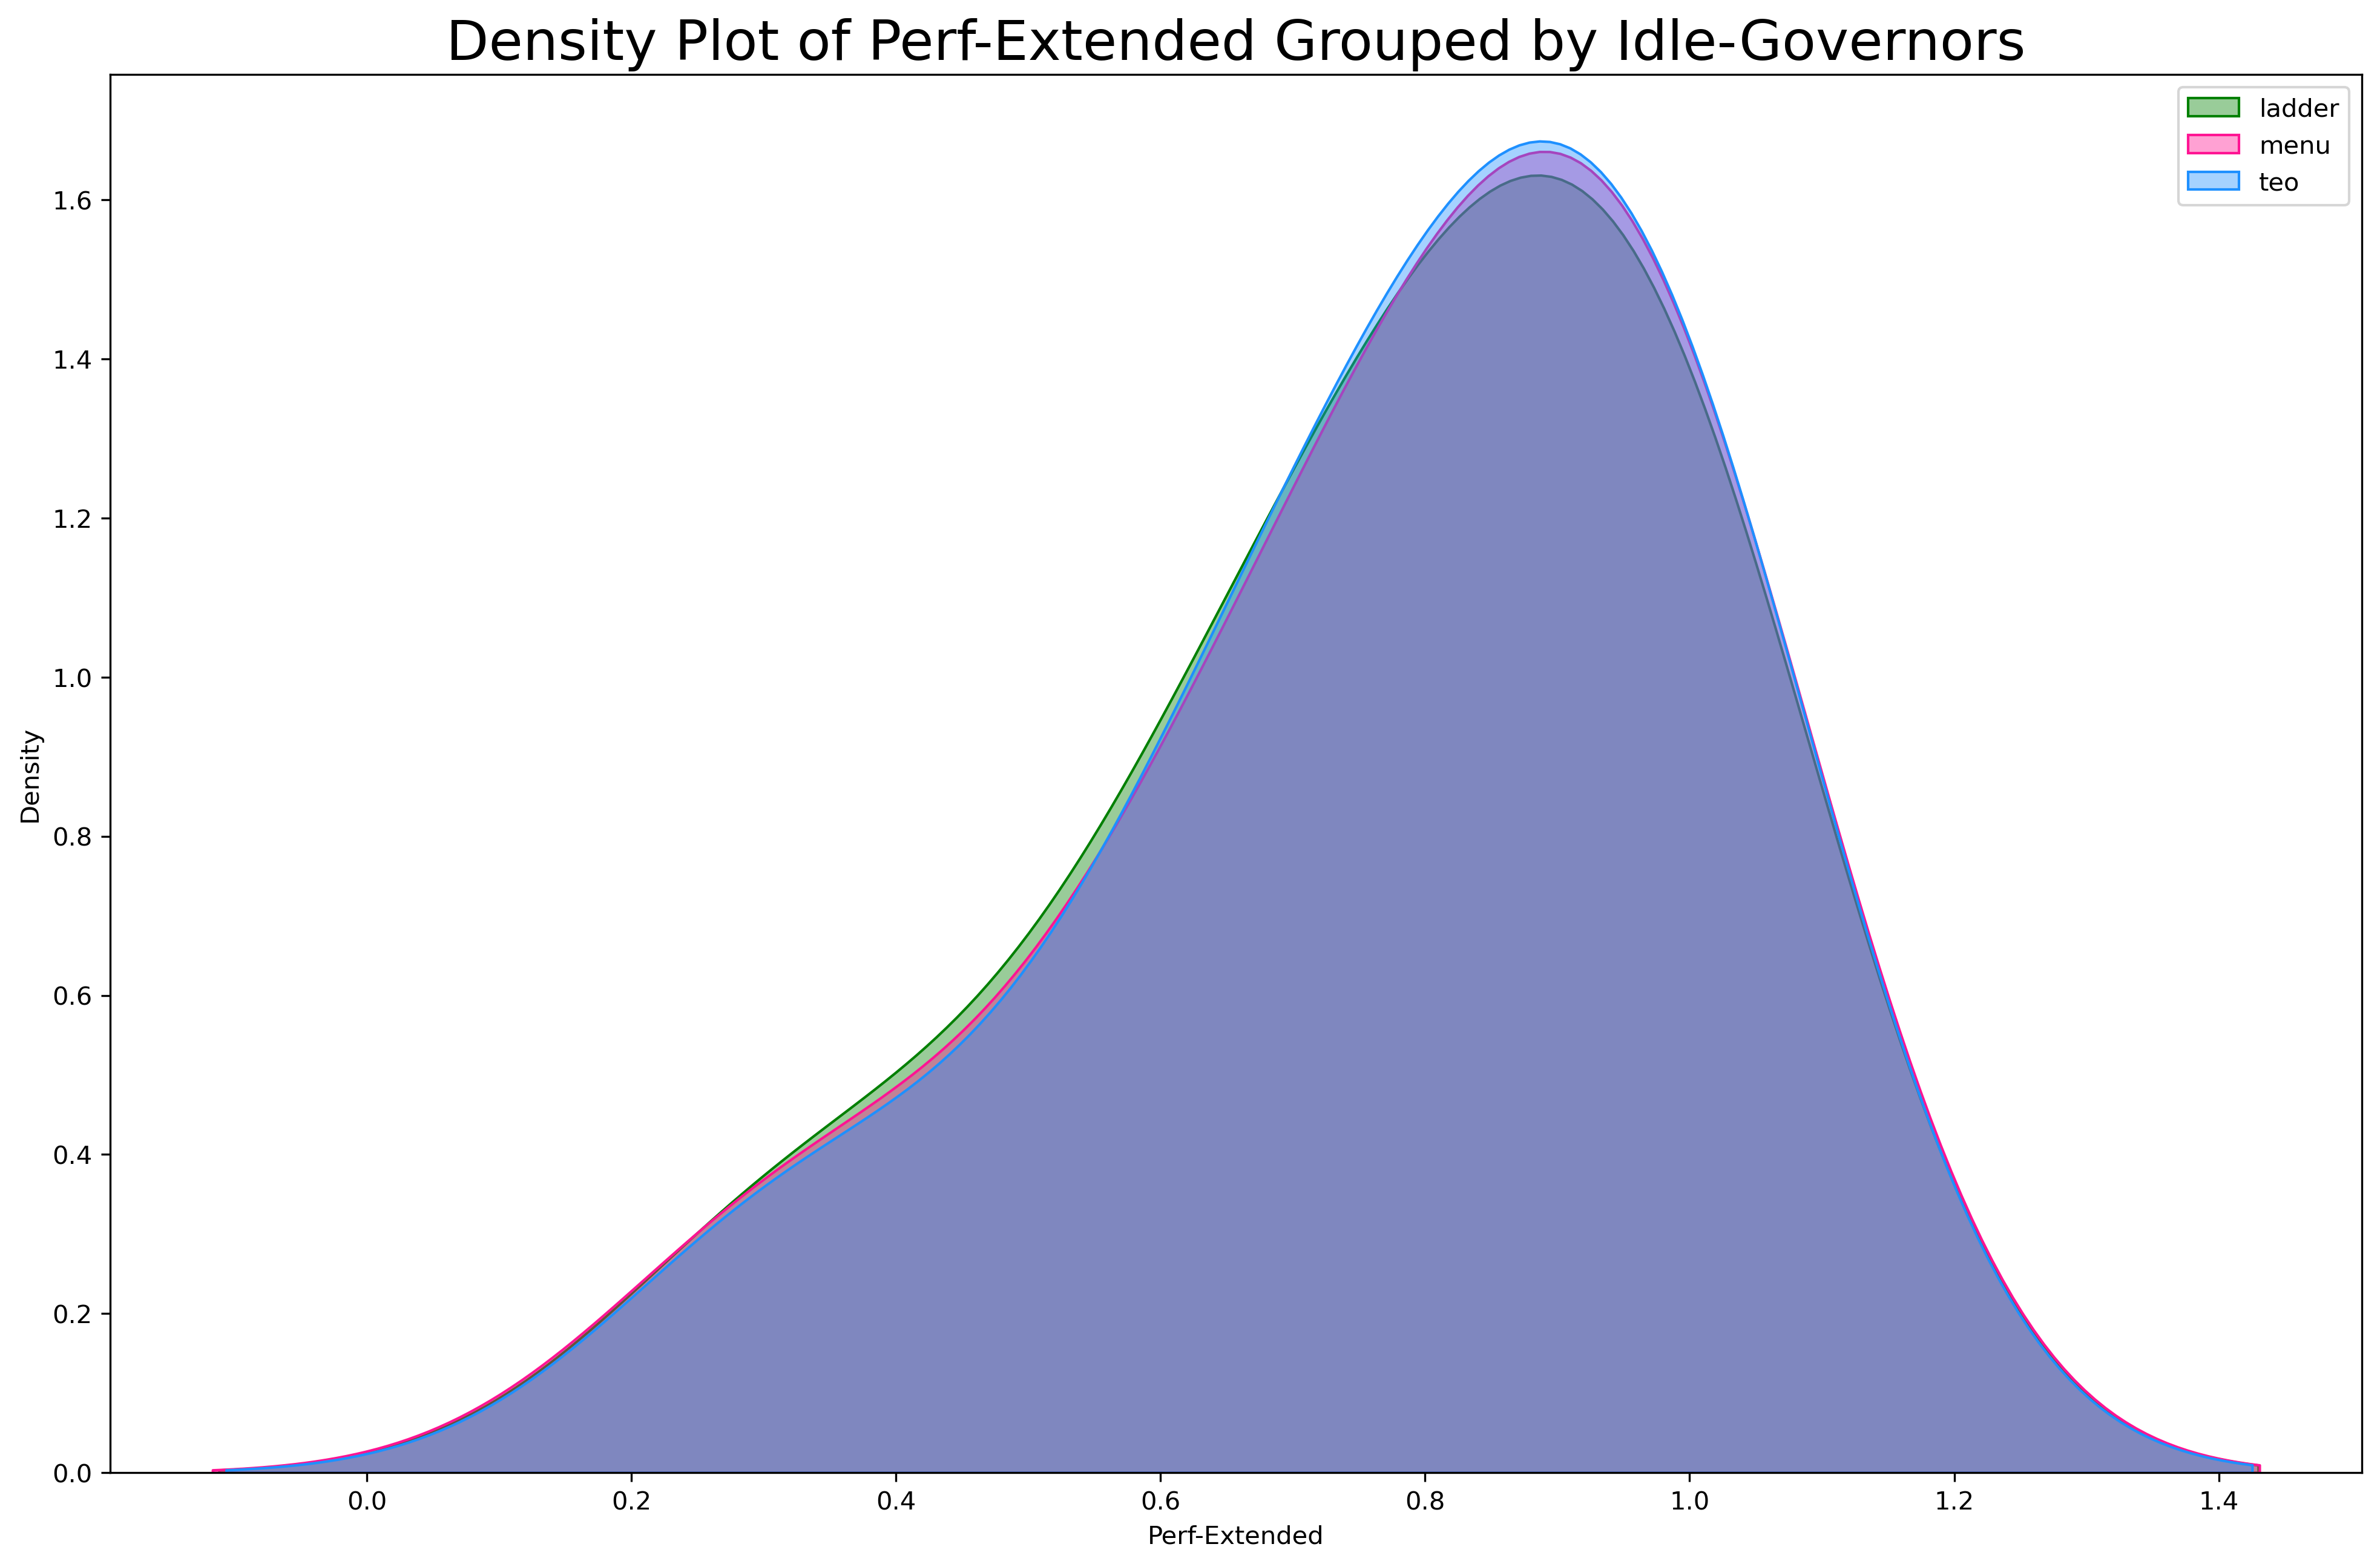 Density Plot of Perf-Extended Grouped by Idle-Governors
ladder
menu
teo
Density
1.6
1.4
1.2
1.0
0.8
0.6
0.4
0.2
0.0
0.0 0.2 0.4 0.6 0.8 1.0 1.2 1.4
Perf-Extended